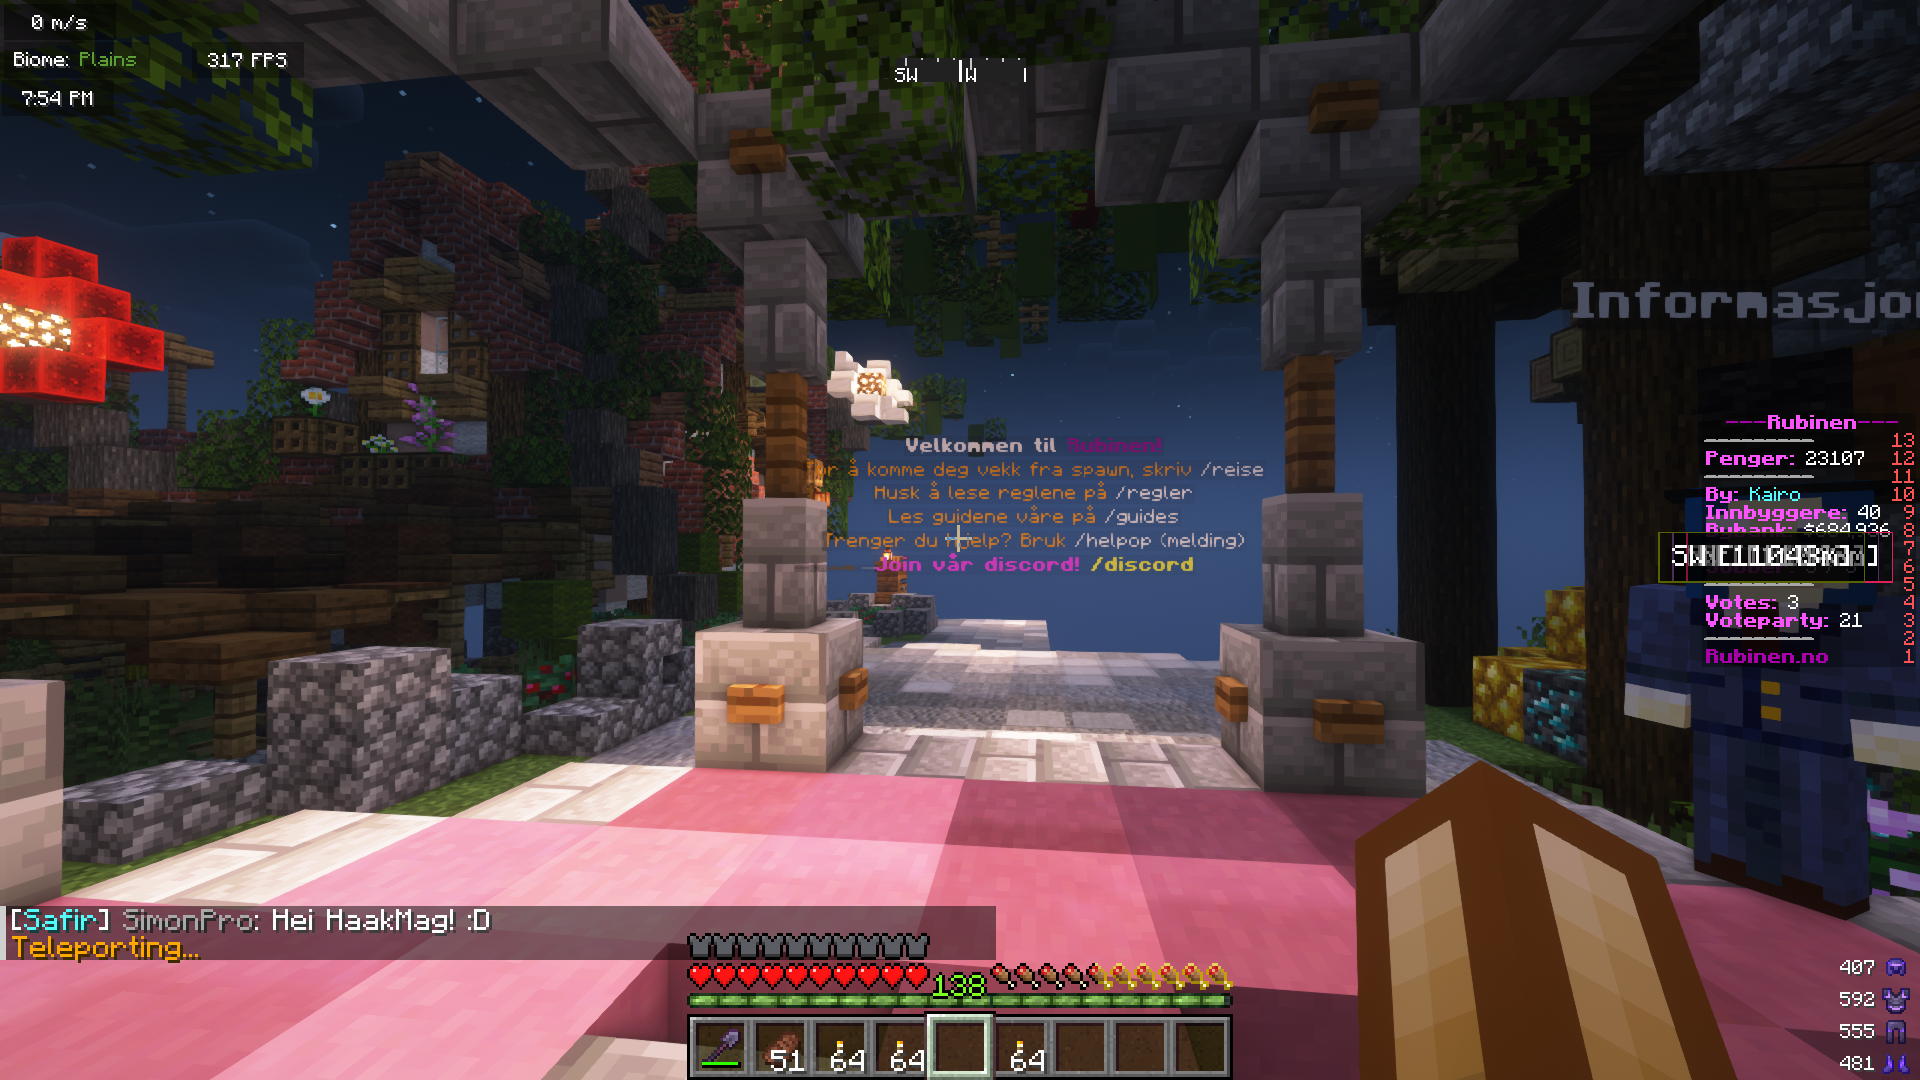 0 m/s
Biome: Plains
317 FPS
7:54 PM
SW W
Informasjo
Velkommen til Rubinen!
å komme deg vekk fra spawn, skriv /reise
Husk å lese reglene på /regler
Les guidene våre på /guides
Trenger du hjelp? Bruk /helpop (melding)
Join vår discord! /discord
---Rubinen---
13
Penger: 23107 12
11
By: Kairo 10
Innbyggere: 40 9
Bybank: $684,936 8
7
6
5
Votes: 3 4
Voteparty: 21 3
2
Rubinen.no 1
[Safir] SimonPro: Hei HaakMag! :D
Teleporting...
138
51 64 64 64
407
592
555
481